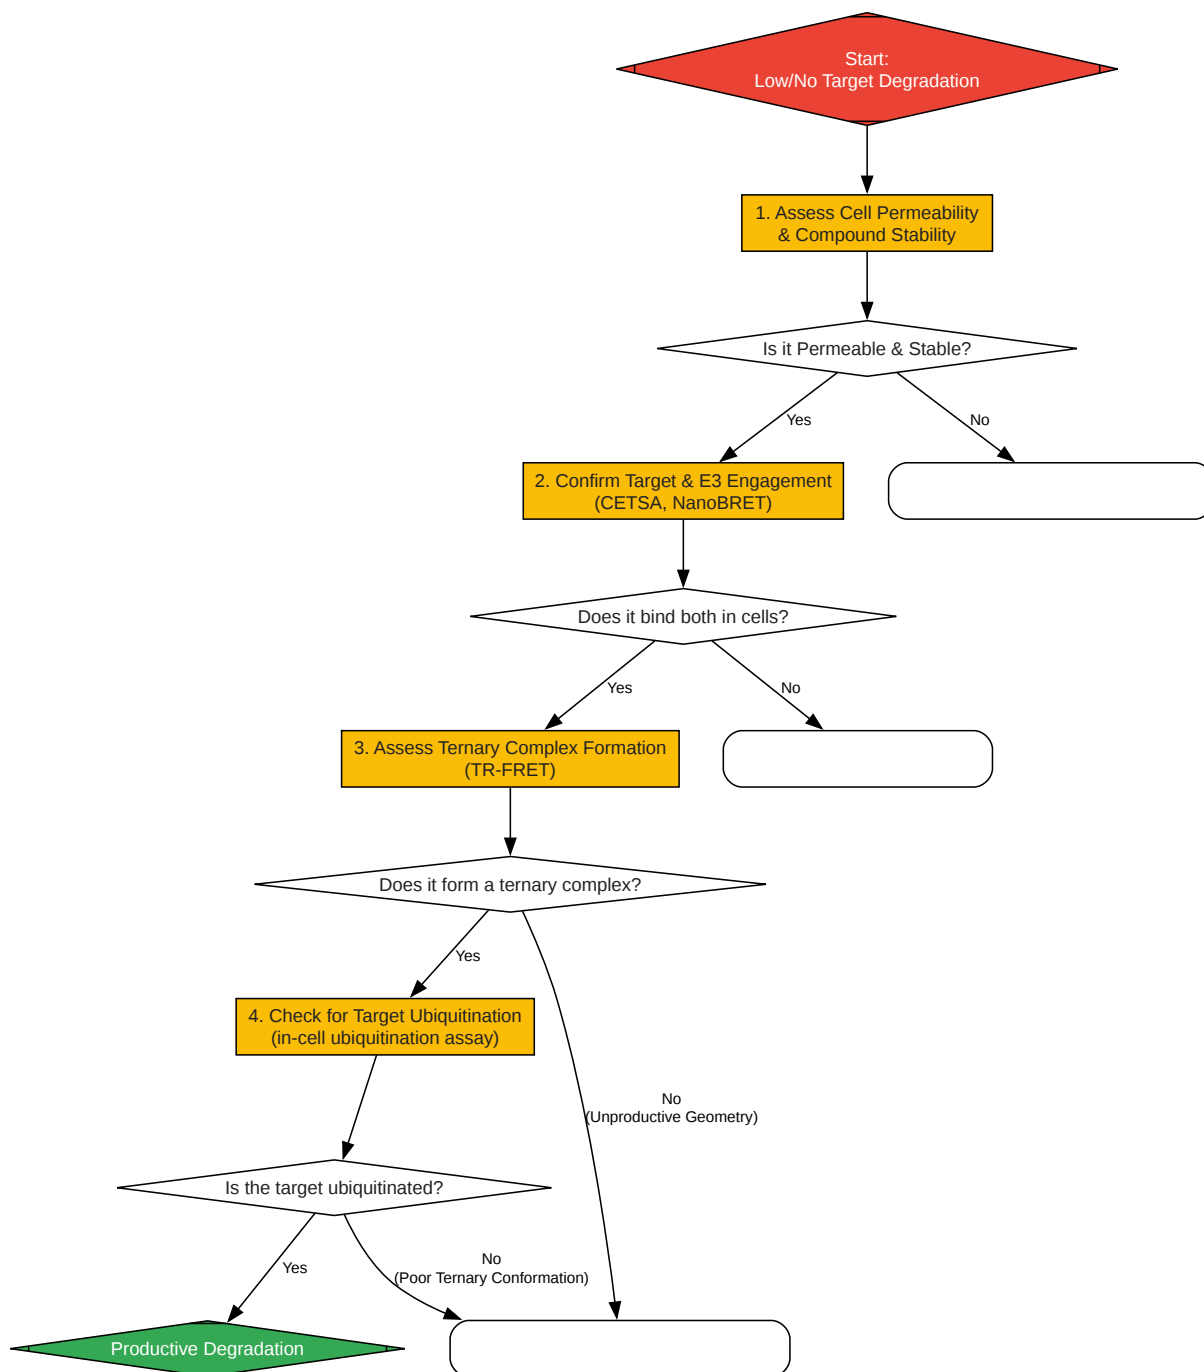 Start:
Low/No Target Degradation
1. Assess Cell Permeability
& Compound Stability
Is it Permeable & Stable?
Yes
No
2. Confirm Target & E3 Engagement
(CETSA, NanoBRET)
Does it bind both in cells?
Yes
No
3. Assess Ternary Complex Formation
(TR-FRET)
Does it form a ternary complex?
Yes
4. Check for Target Ubiquitination
(in-cell ubiquitination assay)
No
(Unproductive Geometry)
Is the target ubiquitinated?
Yes
No
(Poor Ternary Conformation)
Productive Degradation